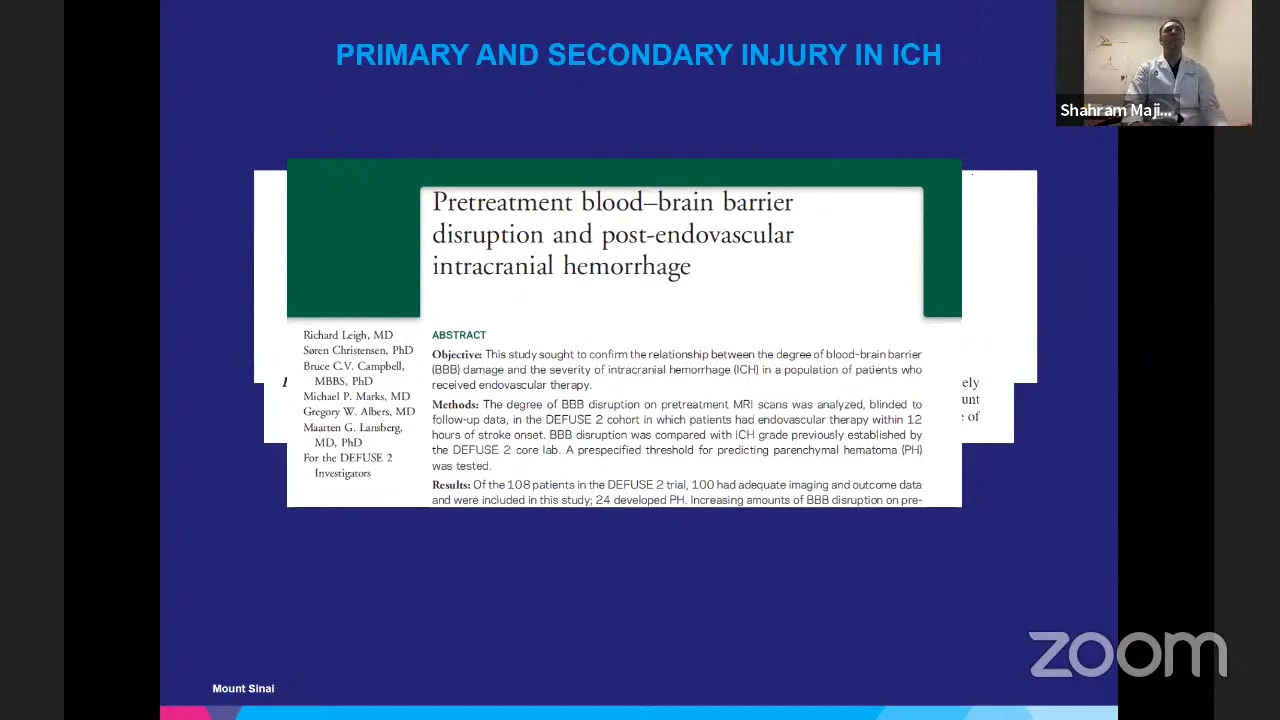 PRIMARY AND SECONDARY INJURY IN ICH
Shahram Maji...
Pretreatment blood–brain barrier
disruption and post-endovascular
intracranial hemorrhage
Richard Leigh, MD
Søren Christensen, PhD
Bruce C.V. Campbell,
MBBS, PhD
Michael P. Marks, MD
Gregory W. Albers, MD
Maarten G. Lansberg,
MD, PhD
For the DEFUSE 2
Investigators
ABSTRACT
Objective: This study sought to confirm the relationship between the degree of blood-brain barrier
(BBB) damage and the severity of intracranial hemorrhage (ICH) in a population of patients who
received endovascular therapy.
Methods: The degree of BBB disruption on pretreatment MRI scans was analyzed, blinded to
follow-up data, in the DEFUSE 2 cohort in which patients had endovascular therapy within 12
hours of stroke onset. BBB disruption was compared with ICH grade previously established by
the DEFUSE 2 core lab. A prespecified threshold for predicting parenchymal hematoma (PH)
was tested.
Results: Of the 108 patients in the DEFUSE 2 trial, 100 had adequate imaging and outcome data
and were included in this study; 24 developed PH. Increasing amounts of BBB disruption on pre-
ely
unt
e of
zoom
Mount Sinai